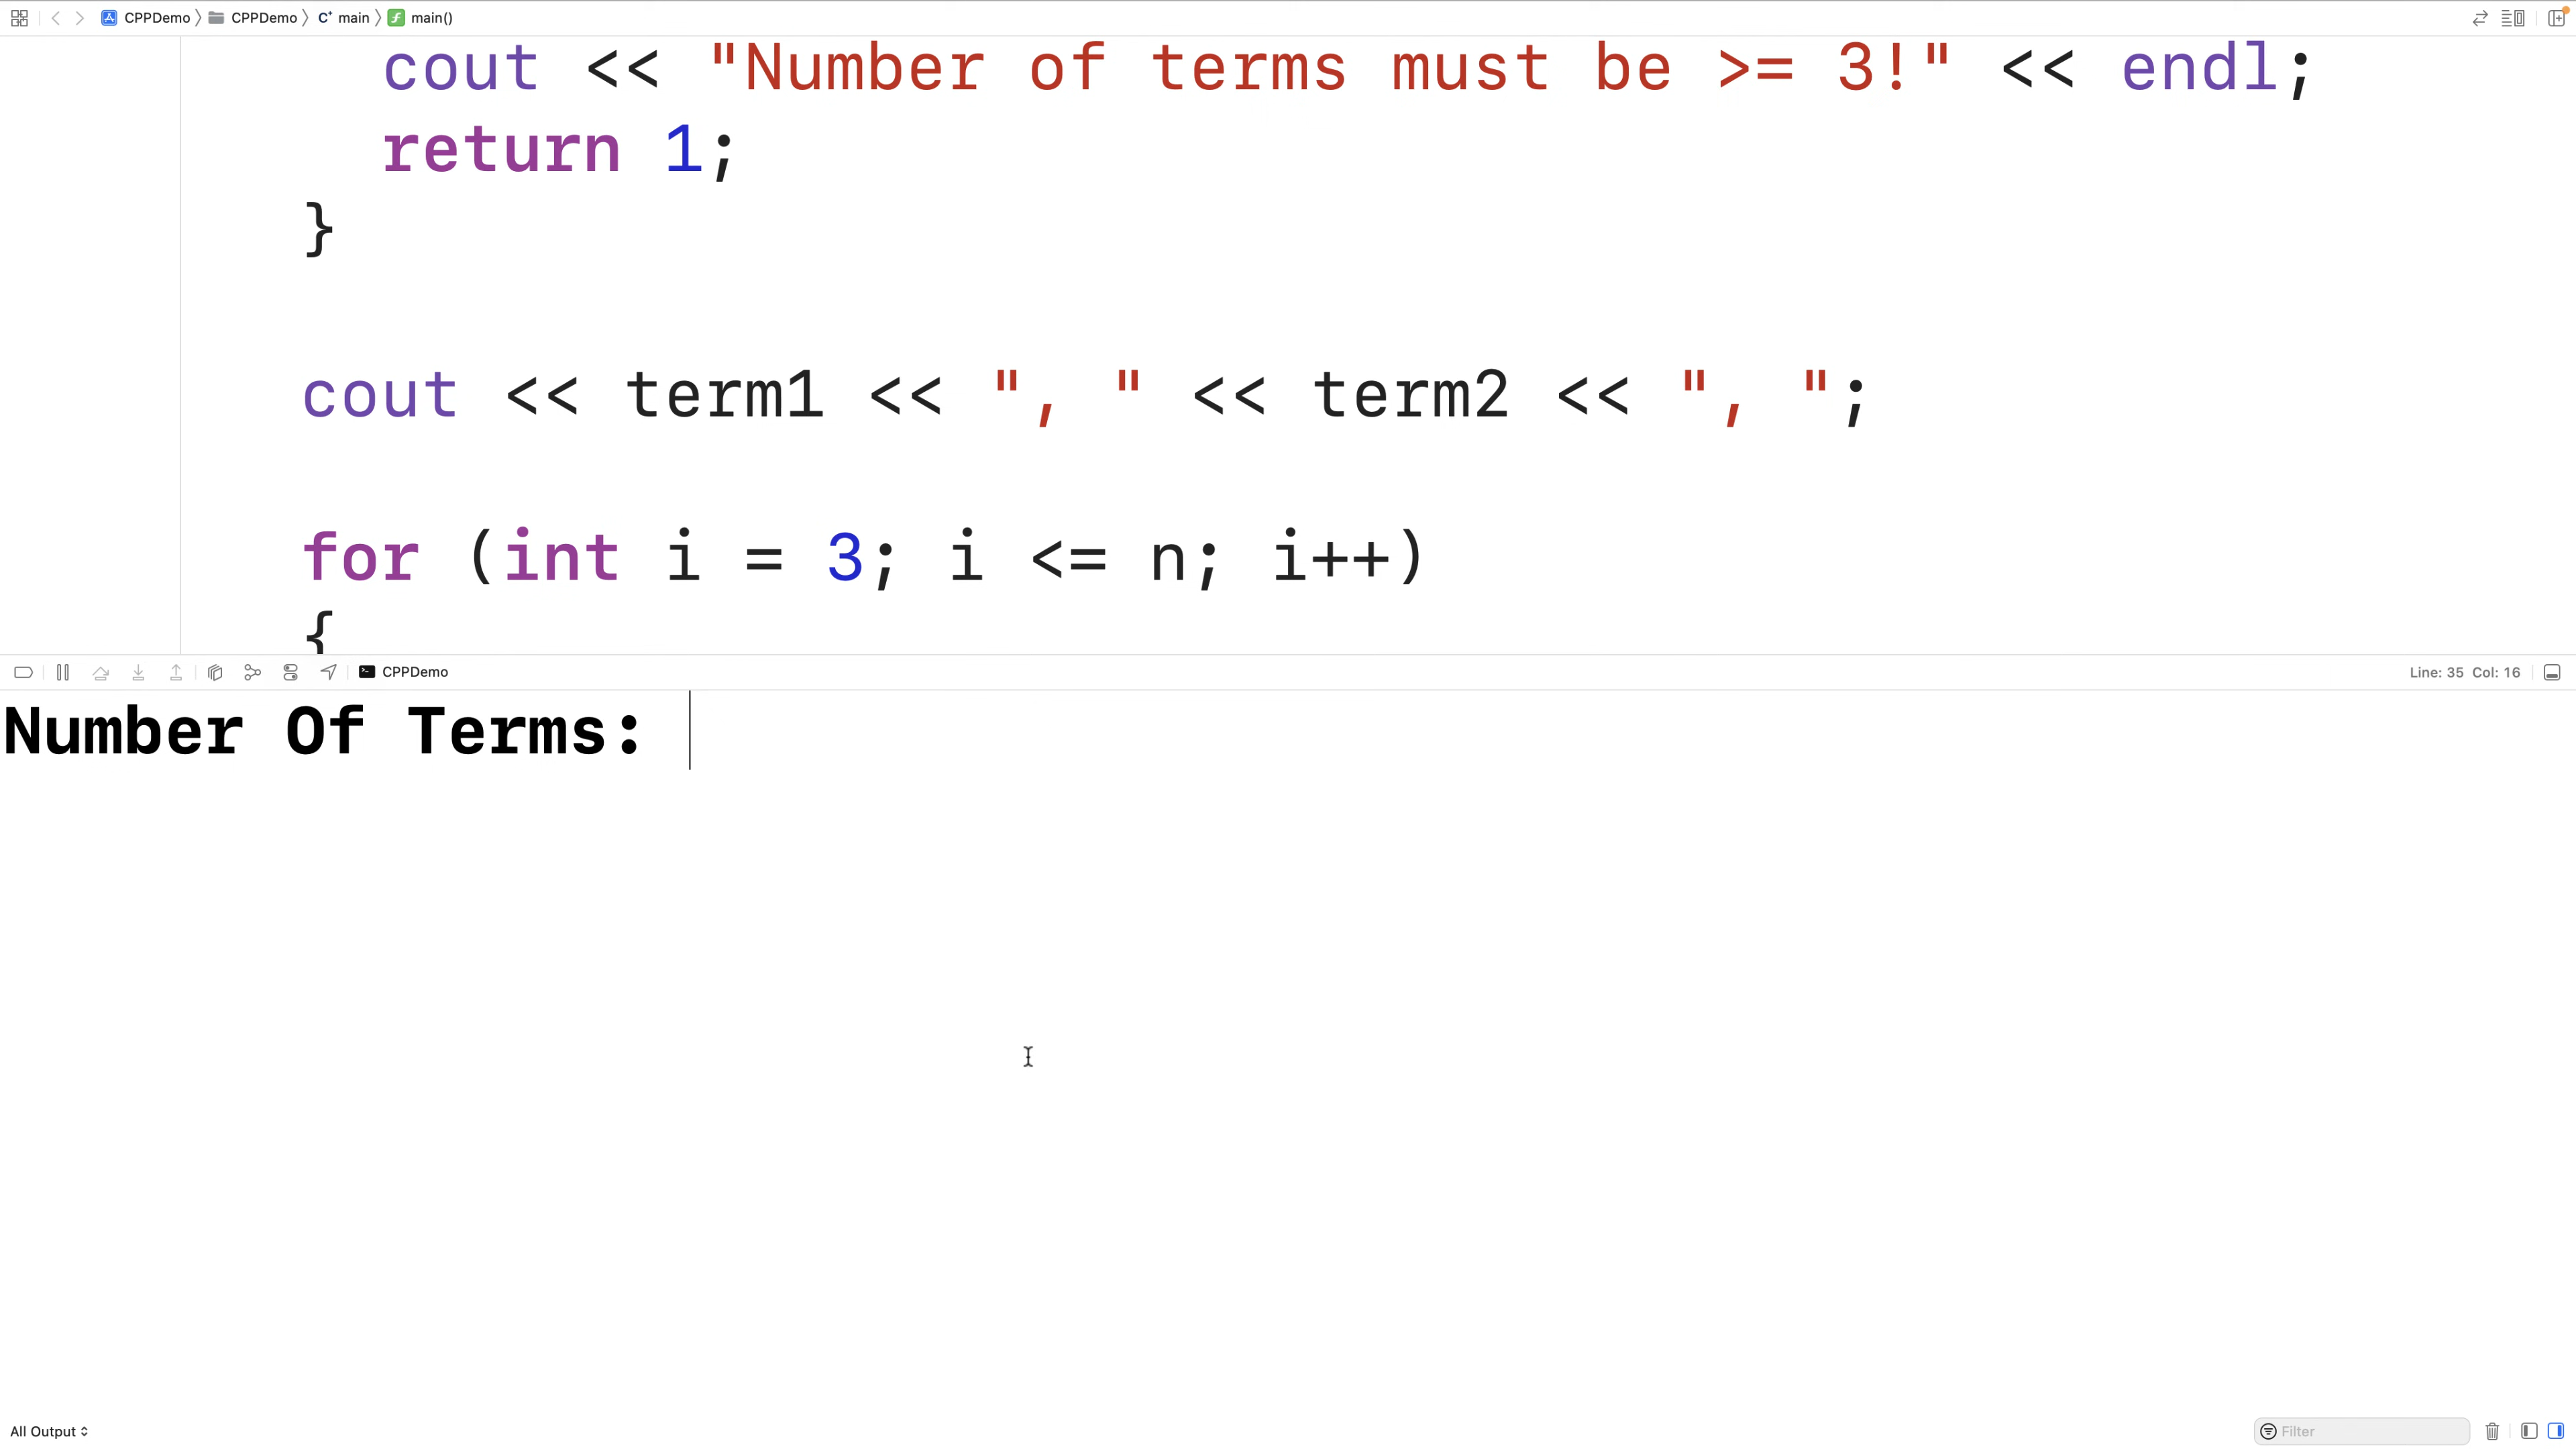 CPPDemo 〉 CPPDemo 〉 C+ main 〉 f main()
cout << "Number of terms must be >= 3!" << endl;
return 1;
}
cout << term1 << ", " << term2 << ", ";
for (int i = 3; i <= n; i++)
{
CPPDemo
Line: 35 Col: 16
Number Of Terms:
All Output
Filter